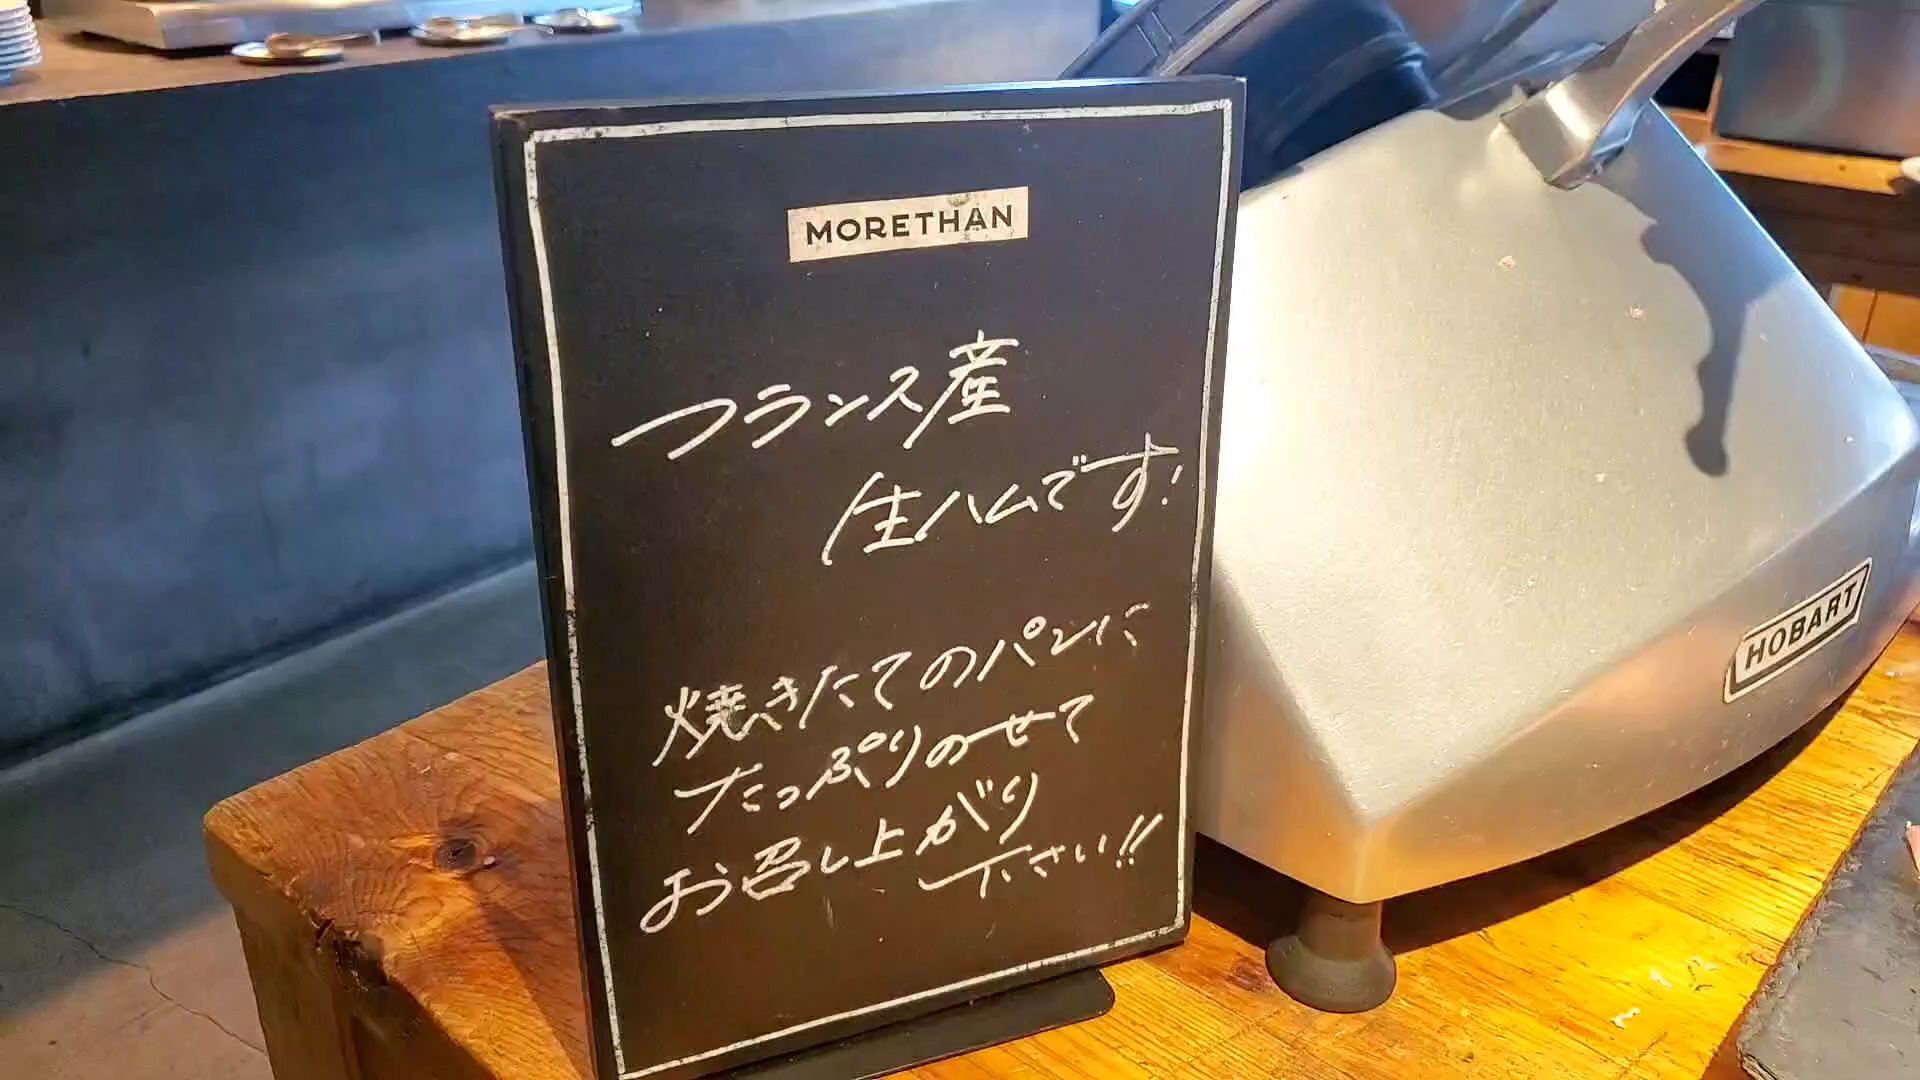 MORETHAN
フランス産
生ハムです!
焼きたてのパンに
たっぷりのせて
お召し上がり
下さい!!
HOBART